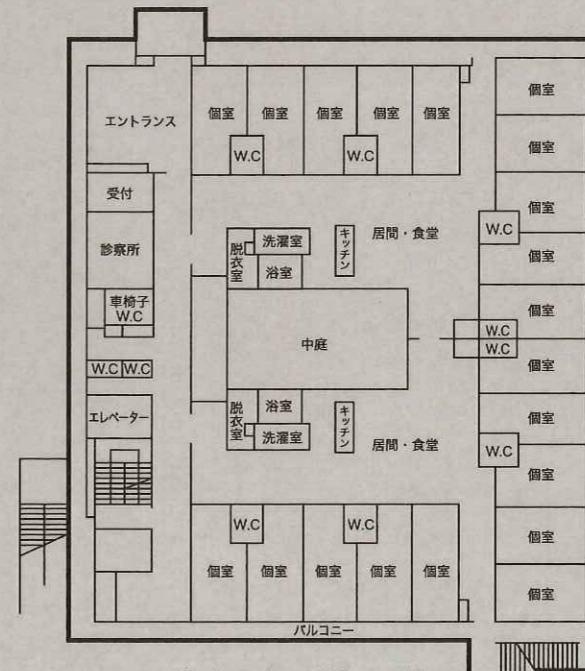 エントランス
個室
個室
個室
個室
個室
W.C
W.C
受付
診察所
車椅子
W.C
W.C
W.C
エレベーター
脱衣室
洗濯室
浴室
キッチン
居間・食堂
中庭
脱衣室
浴室
洗濯室
キッチン
居間・食堂
W.C
W.C
個室
個室
個室
個室
個室
バルコニー
個室
個室
個室
W.C
個室
個室
W.C
W.C
個室
個室
W.C
個室
個室
個室